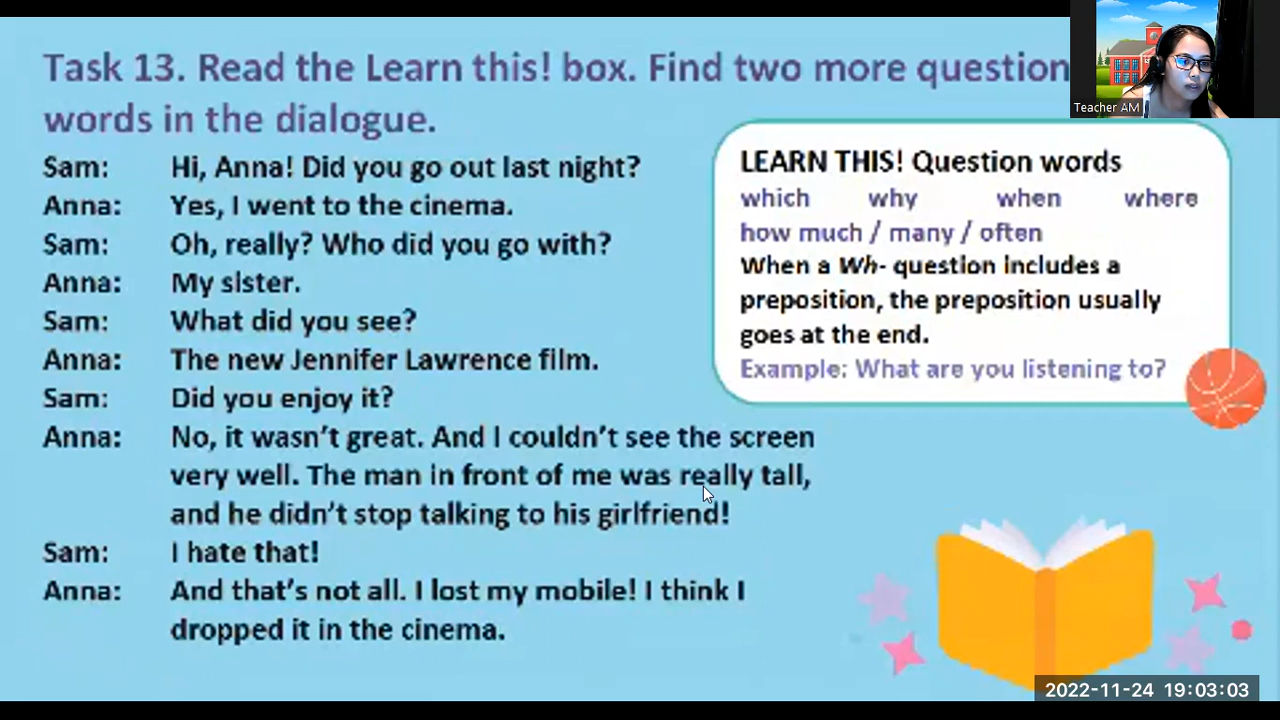 Task 13. Read the Learn this! box. Find two more question
words in the dialogue.
Teacher AM
Sam: Hi, Anna! Did you go out last night?
Anna: Yes, I went to the cinema.
Sam: Oh, really? Who did you go with?
Anna: My sister.
Sam: What did you see?
Anna: The new Jennifer Lawrence film.
Sam: Did you enjoy it?
Anna: No, it wasn't great. And I couldn't see the screen
very well. The man in front of me was really tall,
and he didn't stop talking to his girlfriend!
Sam: I hate that!
Anna: And that's not all. I lost my mobile! I think I
dropped it in the cinema.
LEARN THIS! Question words
which why when where
how much / many / often
When a Wh- question includes a
preposition, the preposition usually
goes at the end.
Example: What are you listening to?
2022-11-24 19:03:03